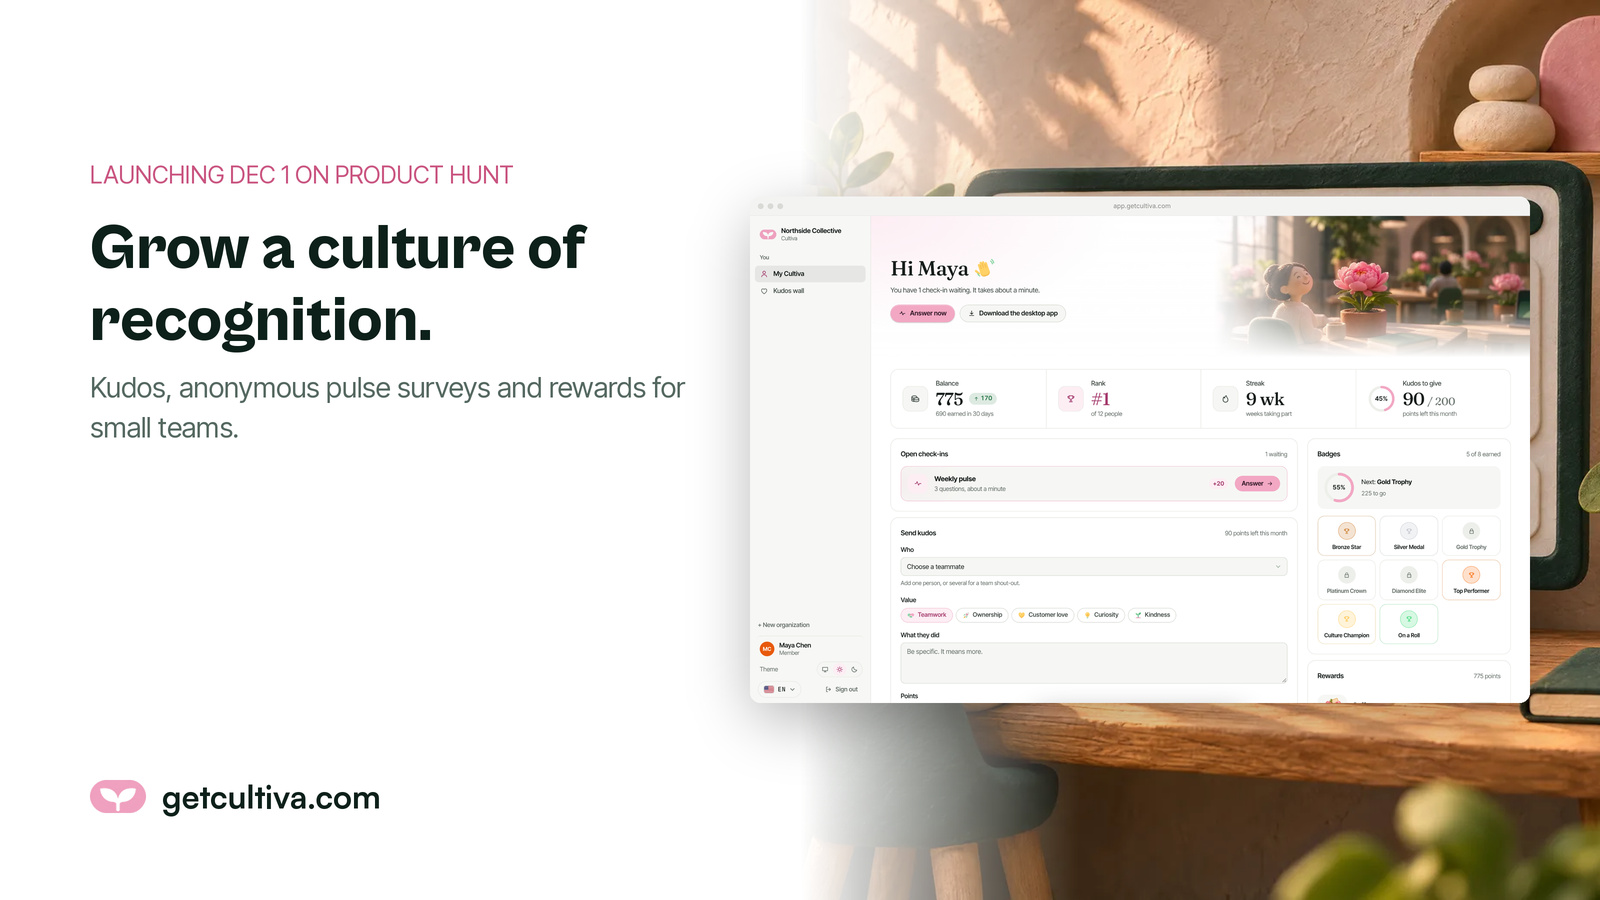 LAUNCHING DEC 1 ON PRODUCT HUNT
Grow a culture of
recognition.
Kudos, anonymous pulse surveys and rewards for
small teams.
getcultiva.com
app.getcultiva.com
Northside Collective
Cultiva
You
My Cultiva
Kudos wall
+ New organization
MC
Maya Chen
Member
Theme
EN
Sign out
Hi Maya 👋
You have 1 check-in waiting. It takes about a minute.
Answer now
Download the desktop app
Balance
775 ↑ 170
690 earned in 30 days
Rank
#1
of 12 people
Streak
9 wk
weeks taking part
45%
Kudos to give
90 / 200
points left this month
Open check-ins
1 waiting
Weekly pulse
3 questions, about a minute
+20
Answer →
Send kudos
90 points left this month
Who
Choose a teammate
Add one person, or several for a team shout-out.
Value
Teamwork
Ownership
Customer love
Curiosity
Kindness
What they did
Be specific. It means more.
Points
Badges
5 of 8 earned
55%
Next: Gold Trophy
225 to go
Bronze Star
Silver Medal
Gold Trophy
Platinum Crown
Diamond Elite
Top Performer
Culture Champion
On a Roll
Rewards
775 points